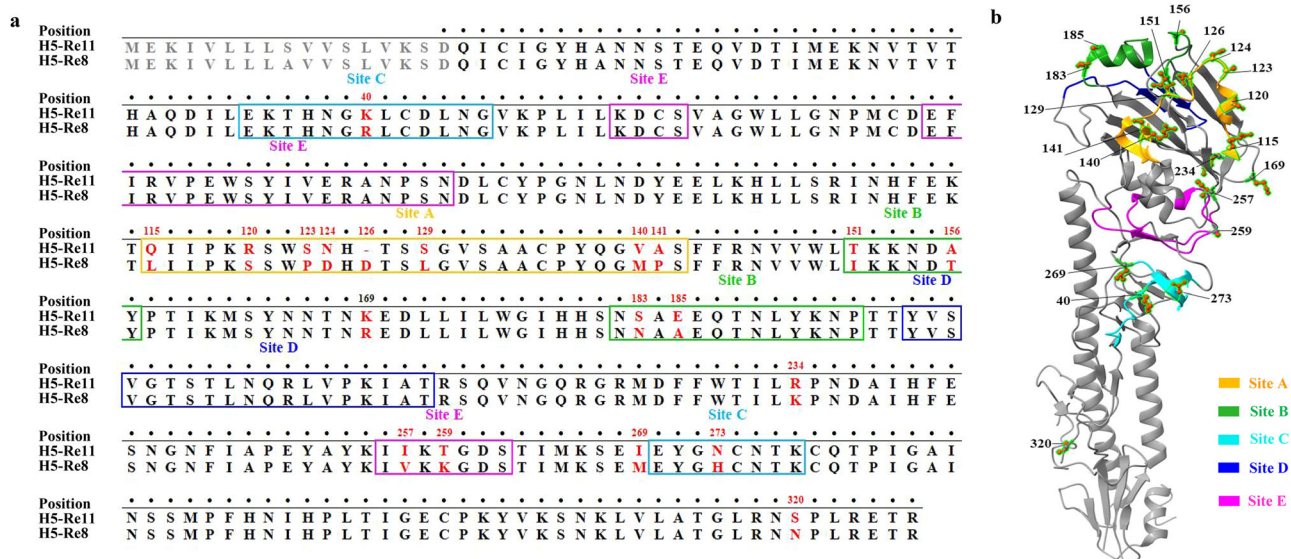 a
Position
H5-Re11 M E K I V L L L S V V S L V K S D Q I C I G Y H A N N S T E Q V D T I M E K N V T V T
H5-Re8 M E K I V L L L A V V S L V K S D Q I C I G Y H A N N S T E Q V D T I M E K N V T V T
Site C Site E
40
Position
H5-Re11 H A Q D I L E K T H N G K L C D L N G V K P L I L K D C S V A G W L L G N P M C D E F
H5-Re8 H A Q D I L E K T H N G R L C D L N G V K P L I L K D C S V A G W L L G N P M C D E F
Site E
Position
H5-Re11 I R V P E W S Y I V E R A N P S N D L C Y P G N L N D Y E E L K H L L S R I N H F E K
H5-Re8 I R V P E W S Y I V E R A N P S N D L C Y P G N L N D Y E E L K H L L S R I N H F E K
Site A Site B
115 120 123 124 126 129 140 141 151 156
Position
H5-Re11 T Q I I P K R S W S N H - T S S G V S A A C P Y Q G V A S F F R N V V W L T K K N D A
H5-Re8 T L I I P K S S W P D H D T S L G V S A A C P Y Q G M P S F F R N V V W L I K K N D T
Site B Site D
169 183 185
Position
H5-Re11 Y P T I K M S Y N N T N K E D L L I L W G I H H S N S A E E Q T N L Y K N P T T Y V S
H5-Re8 Y P T I K M S Y N N T N R E D L L I L W G I H H S N N A A E Q T N L Y K N P T T Y V S
Site D
234
Position
H5-Re11 V G T S T L N Q R L V P K I A T R S Q V N G Q R G R M D F F W T I L R P N D A I H F E
H5-Re8 V G T S T L N Q R L V P K I A T R S Q V N G Q R G R M D F F W T I L K P N D A I H F E
Site E Site C
257 259 269 273
Position
H5-Re11 S N G N F I A P E Y A Y K I I K T G D S T I M K S E I E Y G N C N T K C Q T P I G A I
H5-Re8 S N G N F I A P E Y A Y K I V K K G D S T I M K S E M E Y G H C N T K C Q T P I G A I
320
Position
H5-Re11 N S S M P F H N I H P L T I G E C P K Y V K S N K L V L A T G L R N S P L R E T R
H5-Re8 N S S M P F H N I H P L T I G E C P K Y V K S N K L V L A T G L R N N P L R E T R
b
156
151
126
185
124
183
123
129
120
141
115
140
234
169
257
259
269
40
273
320
Site A
Site B
Site C
Site D
Site E